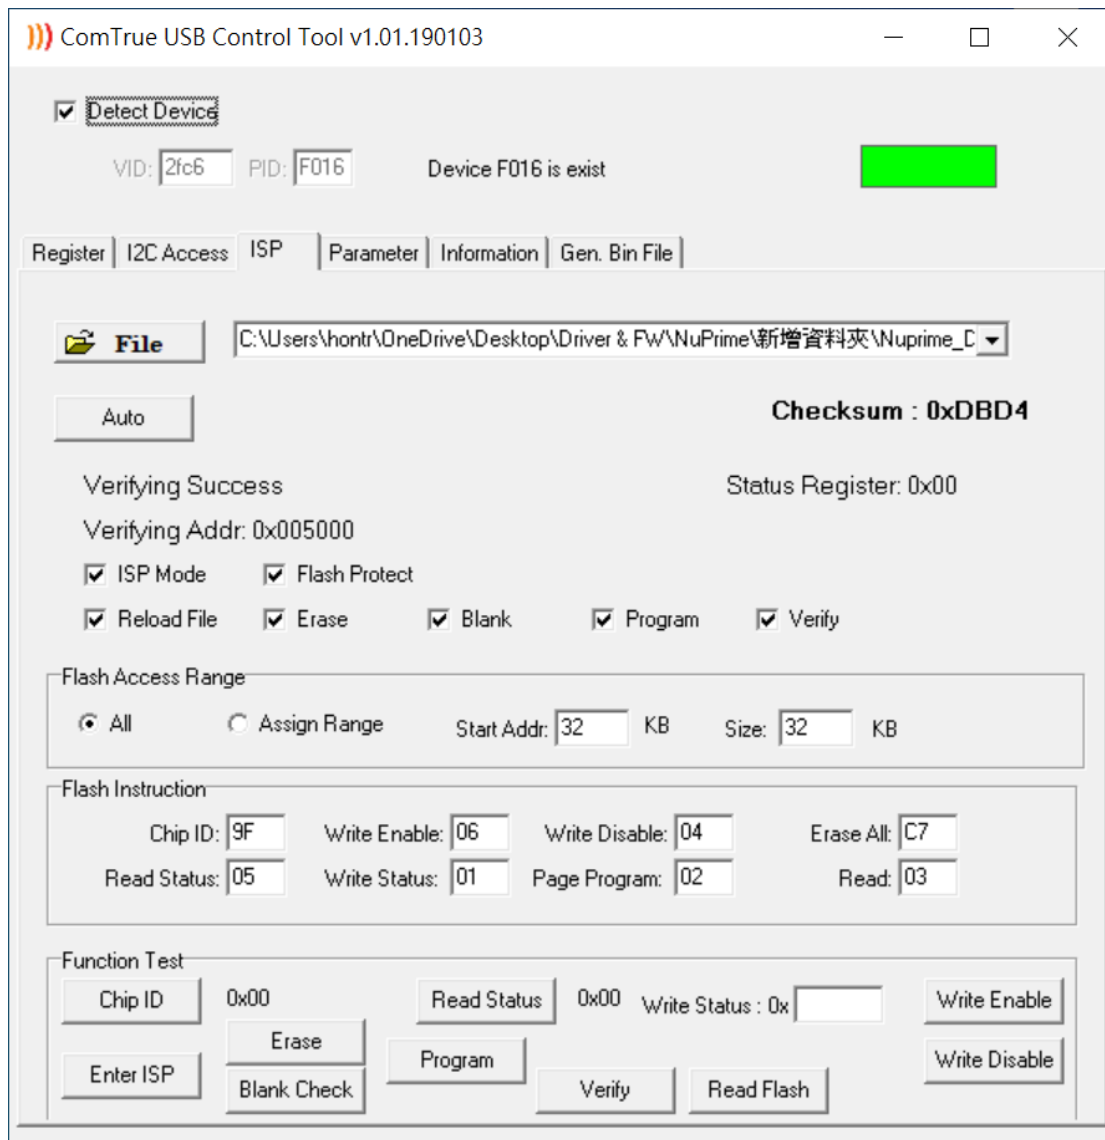 ComTrue USB Control Tool v1.01.190103
Detect Device
VID: 2fc6 PID: F016 Device F016 is exist
Register I2C Access ISP Parameter Information Gen. Bin File
File C:\Users\hontr\OneDrive\Desktop\Driver & FW\NuPrime\新增資料夾\Nuprime_D
Auto Checksum : 0xDBD4
Verifying Success Status Register: 0x00
Verifying Addr: 0x005000
ISP Mode Flash Protect
Reload File Erase Blank Program Verify
Flash Access Range
All Assign Range Start Addr: 32 KB Size: 32 KB
Flash Instruction
Chip ID: 9F Write Enable: 06 Write Disable: 04 Erase All: C7
Read Status: 05 Write Status: 01 Page Program: 02 Read: 03
Function Test
Chip ID 0x00 Read Status 0x00 Write Status : 0x Write Enable
Erase
Enter ISP Program Write Disable
Blank Check Verify Read Flash